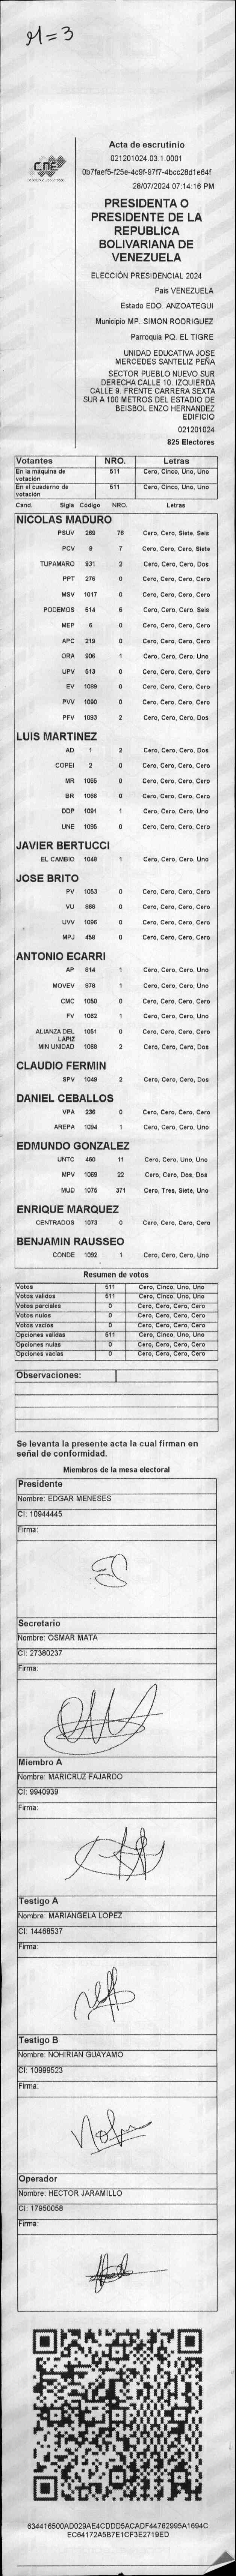 M=3
CNE
Acta de escrutinio
021201024.03.1.0001
0b7faef5-f25e-4c9f-97f7-4bcc28d1e64f
28/07/2024 07:14:16 PM
PRESIDENTA O
PRESIDENTE DE LA
REPUBLICA
BOLIVARIANA DE
VENEZUELA
ELECCIÓN PRESIDENCIAL 2024
Pais VENEZUELA
Estado EDO. ANZOATEGUI
Municipio MP. SIMON RODRIGUEZ
Parroquia PQ. EL TIGRE
UNIDAD EDUCATIVA JOSE
MERCEDES SANTELIZ PEÑA
SECTOR PUEBLO NUEVO SUR
DERECHA CALLE 10. IZQUIERDA
CALLE 9. FRENTE CARRERA SEXTA
SUR A 100 METROS DEL ESTADIO DE
BEISBOL ENZO HERNANDEZ
EDIFICIO
021201024
825 Electores
Votantes NRO. Letras
En la máquina de votación 511 Cero, Cinco, Uno, Uno
En el cuaderno de votación 511 Cero, Cinco, Uno, Uno
Cand. Sigla Código NRO. Letras
NICOLAS MADURO
PSUV 269 76 Cero, Cero, Siete, Seis
PCV 9 7 Cero, Cero, Cero, Siete
TUPAMARO 931 2 Cero, Cero, Cero, Dos
PPT 276 0 Cero, Cero, Cero, Cero
MSV 1017 0 Cero, Cero, Cero, Cero
PODEMOS 514 6 Cero, Cero, Cero, Seis
MEP 6 0 Cero, Cero, Cero, Cero
APC 219 0 Cero, Cero, Cero, Cero
ORA 906 1 Cero, Cero, Cero, Uno
UPV 513 0 Cero, Cero, Cero, Cero
EV 1089 0 Cero, Cero, Cero, Cero
PVV 1090 0 Cero, Cero, Cero, Cero
PFV 1093 2 Cero, Cero, Cero, Dos
LUIS MARTINEZ
AD 1 2 Cero, Cero, Cero, Dos
COPEI 2 0 Cero, Cero, Cero, Cero
MR 1065 0 Cero, Cero, Cero, Cero
BR 1066 0 Cero, Cero, Cero, Cero
DDP 1091 1 Cero, Cero, Cero, Uno
UNE 1095 0 Cero, Cero, Cero, Cero
JAVIER BERTUCCI
EL CAMBIO 1048 1 Cero, Cero, Cero, Uno
JOSE BRITO
PV 1053 0 Cero, Cero, Cero, Cero
VU 868 0 Cero, Cero, Cero, Cero
UVV 1096 0 Cero, Cero, Cero, Cero
MPJ 458 0 Cero, Cero, Cero, Cero
ANTONIO ECARRI
AP 914 1 Cero, Cero, Cero, Uno
MOVEV 978 1 Cero, Cero, Cero, Uno
CMC 1050 0 Cero, Cero, Cero, Cero
FV 1062 1 Cero, Cero, Cero, Uno
ALIANZA DEL LAPIZ 1051 0 Cero, Cero, Cero, Cero
MIN UNIDAD 1068 2 Cero, Cero, Cero, Dos
CLAUDIO FERMIN
SPV 1049 2 Cero, Cero, Cero, Dos
DANIEL CEBALLOS
VPA 236 0 Cero, Cero, Cero, Cero
AREPA 1094 1 Cero, Cero, Cero, Uno
EDMUNDO GONZALEZ
UNTC 460 11 Cero, Cero, Uno, Uno
MPV 1069 22 Cero, Cero, Dos, Dos
MUD 1075 371 Cero, Tres, Siete, Uno
ENRIQUE MARQUEZ
CENTRADOS 1073 0 Cero, Cero, Cero, Cero
BENJAMIN RAUSSEO
CONDE 1092 1 Cero, Cero, Cero, Uno
Resumen de votos
Votos 511 Cero, Cinco, Uno, Uno
Votos validos 511 Cero, Cinco, Uno, Uno
Votos parciales 0 Cero, Cero, Cero, Cero
Votos nulos 0 Cero, Cero, Cero, Cero
Votos vacios 0 Cero, Cero, Cero, Cero
Opciones validas 511 Cero, Cinco, Uno, Uno
Opciones nulas 0 Cero, Cero, Cero, Cero
Opciones vacias 0 Cero, Cero, Cero, Cero
Observaciones:
Se levanta la presente acta la cual firman en
señal de conformidad.
Miembros de la mesa electoral
Presidente
Nombre: EDGAR MENESES
CI: 10944445
Firma:
Secretario
Nombre: OSMAR MATA
CI: 27380237
Firma:
Miembro A
Nombre: MARICRUZ FAJARDO
CI: 9940939
Firma:
Testigo A
Nombre: MARIANGELA LOPEZ
CI: 14468537
Firma:
Testigo B
Nombre: NOHIRIAN GUAYAMO
CI: 10999523
Firma:
Operador
Nombre: HECTOR JARAMILLO
CI: 17950058
Firma:
634416500AD029AE4CDDD5ACADF44762995A1694C
EC64172A5B7E1CF3E2719ED